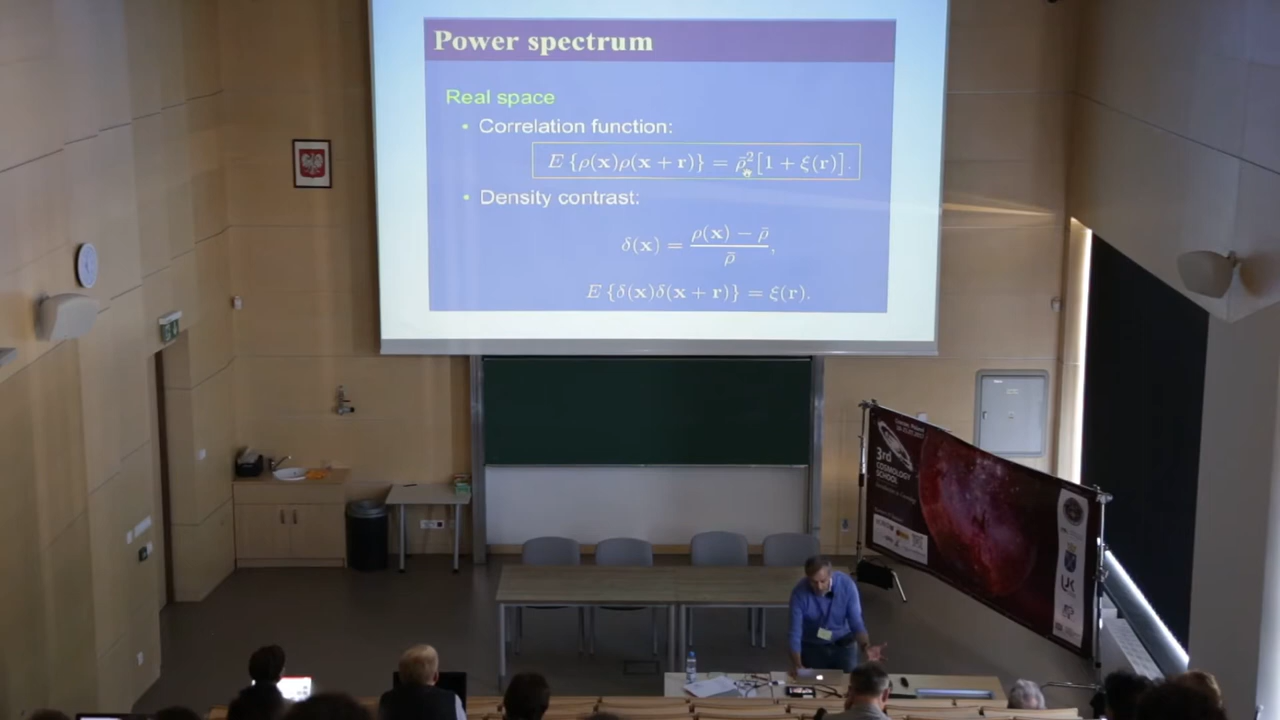 Power spectrum
Real space
• Correlation function:
E {ρ(x)ρ(x + r)} = ρ̄²[1 + ξ(r)].
• Density contrast:
δ(x) = (ρ(x) − ρ̄) / ρ̄,
E {δ(x)δ(x + r)} = ξ(r).
3rd
COSMOLOGY
SCHOOL